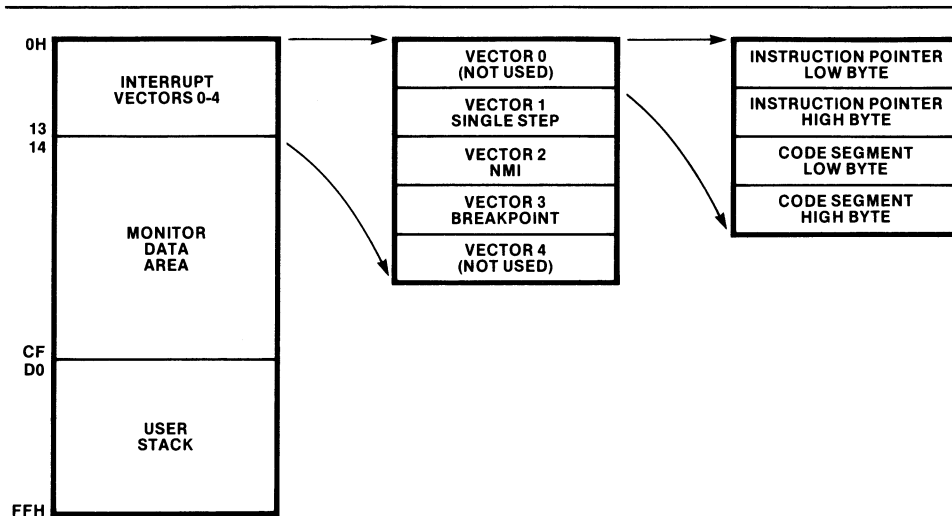 0H
INTERRUPT
VECTORS 0-4
13
14
MONITOR
DATA
AREA
CF
D0
USER
STACK
FFH
VECTOR 0
(NOT USED)
VECTOR 1
SINGLE STEP
VECTOR 2
NMI
VECTOR 3
BREAKPOINT
VECTOR 4
(NOT USED)
INSTRUCTION POINTER
LOW BYTE
INSTRUCTION POINTER
HIGH BYTE
CODE SEGMENT
LOW BYTE
CODE SEGMENT
HIGH BYTE